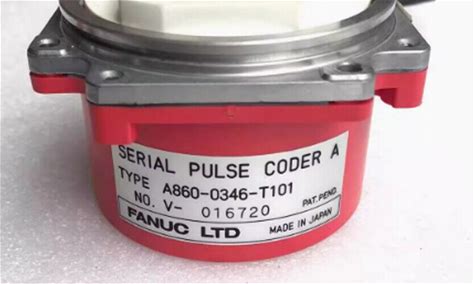 SERIAL PULSE CODER A
TYPE A860-0346-T101
NO. V- 016720 PAT. PEND.
FANUC LTD MADE IN JAPAN